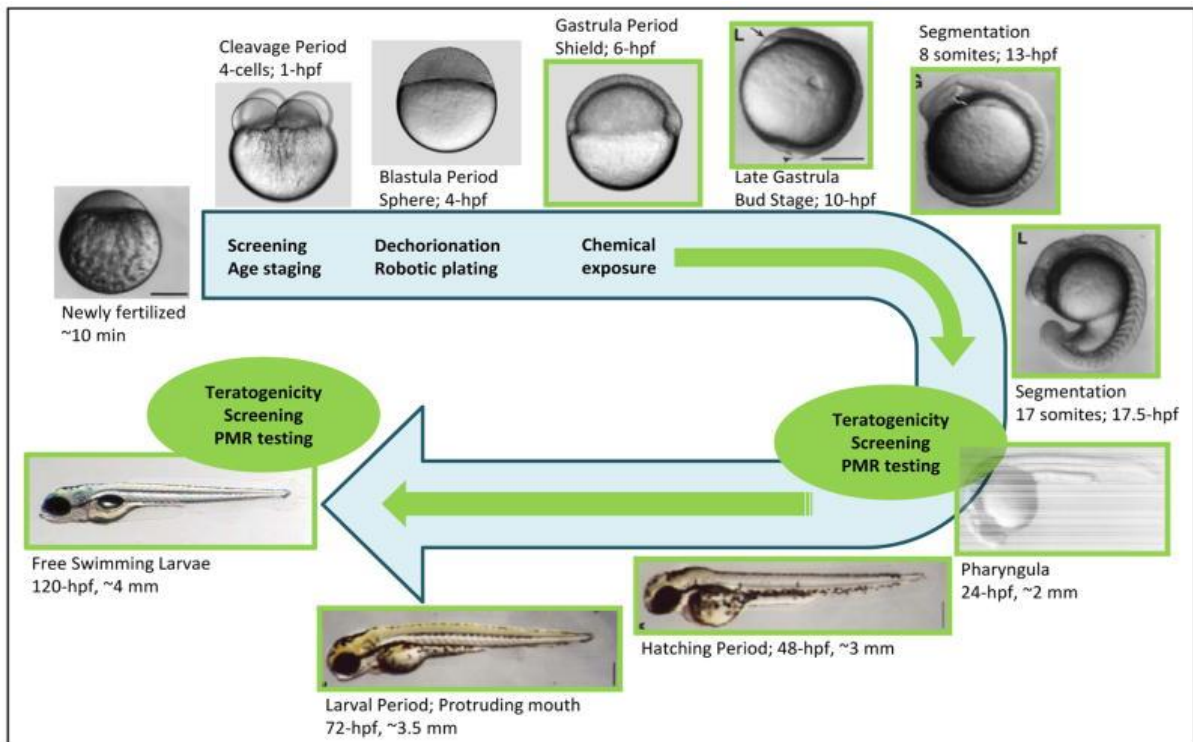 Cleavage Period
4-cells; 1-hpf
Gastrula Period
Shield; 6-hpf
L
Segmentation
8 somites; 13-hpf
G
Blastula Period
Sphere; 4-hpf
Late Gastrula
Bud Stage; 10-hpf
Screening
Age staging
Dechorionation
Robotic plating
Chemical
exposure
L
Newly fertilized
~10 min
Segmentation
17 somites; 17.5-hpf
Teratogenicity
Screening
PMR testing
Teratogenicity
Screening
PMR testing
Free Swimming Larvae
120-hpf, ~4 mm
Pharyngula
24-hpf, ~2 mm
Hatching Period; 48-hpf, ~3 mm
Larval Period; Protruding mouth
72-hpf, ~3.5 mm